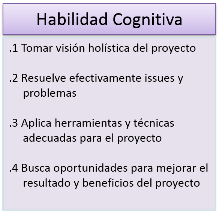 Habilidad Cognitiva
.1 Tomar visión holística del proyecto
.2 Resuelve efectivamente issues y
problemas
.3 Aplica herramientas y técnicas
adecuadas para el proyecto
.4 Busca oportunidades para mejorar el
resultado y beneficios del proyecto